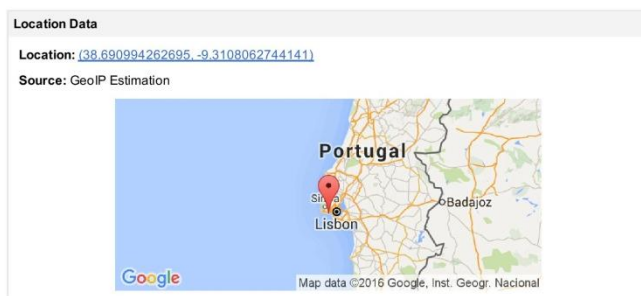 Location Data
Location: (38.690994262695, -9.3108062744141)
Source: GeoIP Estimation
Portugal
Badajoz
Lisbon
Google
Map data ©2016 Google, Inst. Geogr. Nacional